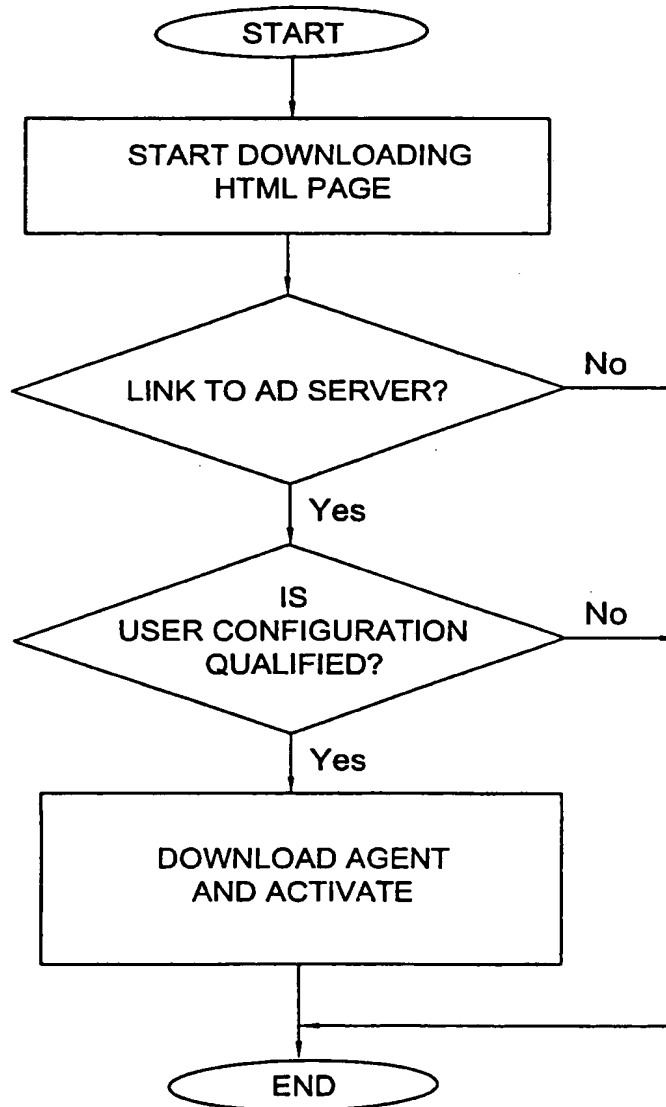 START
START DOWNLOADING
HTML PAGE
LINK TO AD SERVER?
No
Yes
IS
USER CONFIGURATION
QUALIFIED?
No
Yes
DOWNLOAD AGENT
AND ACTIVATE
END